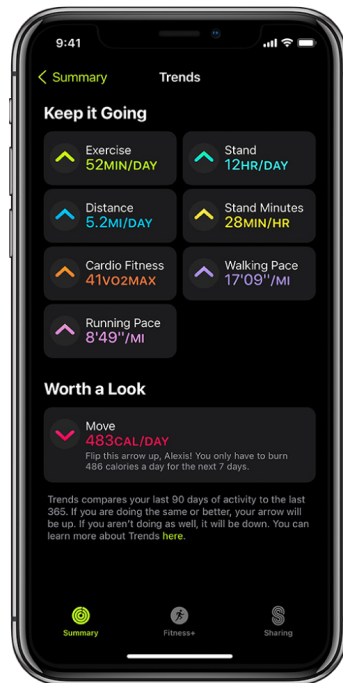 9:41
Summary
Trends
Keep it Going
Exercise
52MIN/DAY
Stand
12HR/DAY
Distance
5.2MI/DAY
Stand Minutes
28MIN/HR
Cardio Fitness
41VO2MAX
Walking Pace
17'09"/MI
Running Pace
8'49"/MI
Worth a Look
Move
483CAL/DAY
Flip this arrow up, Alexis! You only have to burn
486 calories a day for the next 7 days.
Trends compares your last 90 days of activity to the last
365. If you are doing the same or better, your arrow will
be up. If you aren't doing as well, it will be down. You can
learn more about Trends here.
Summary
Fitness+
Sharing